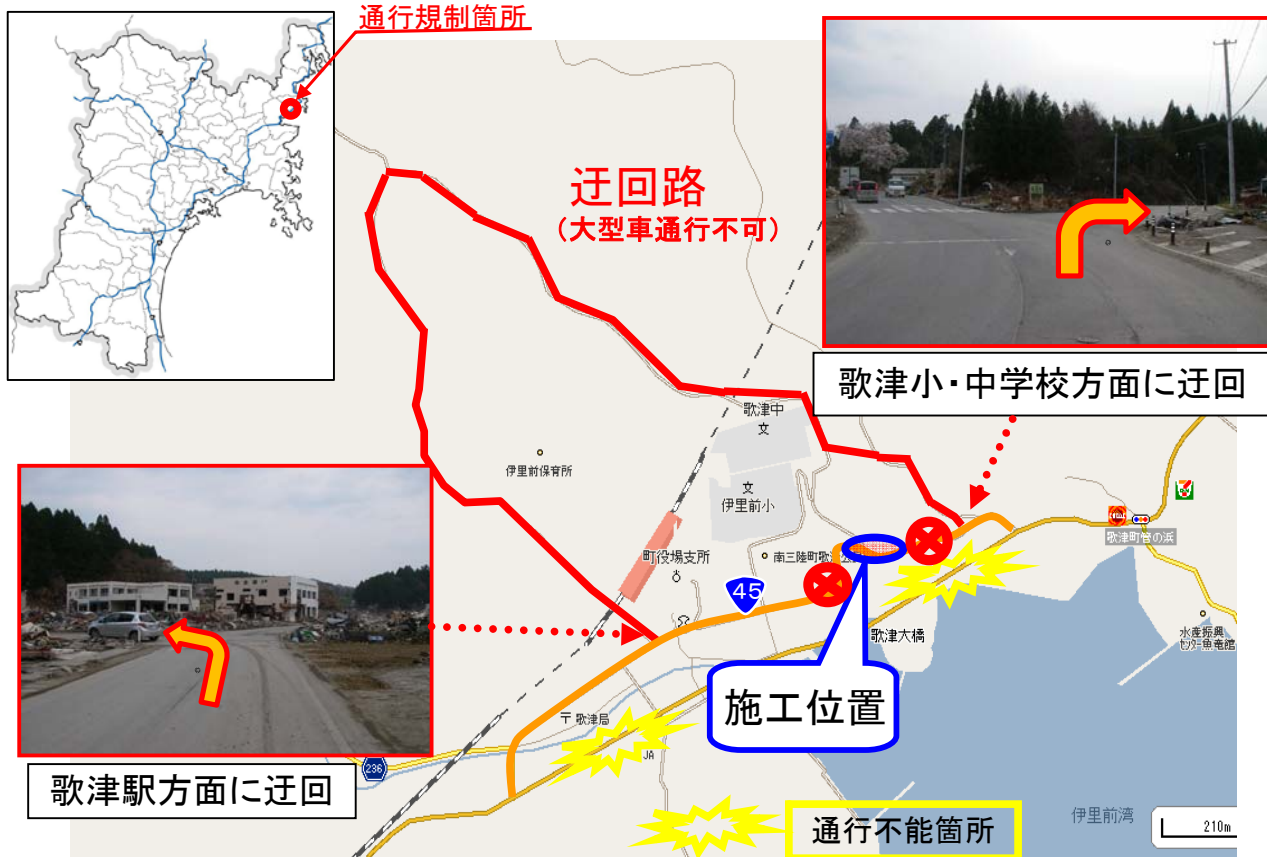 通行規制箇所
迂回路
(大型車通行不可)
歌津小・中学校方面に迂回
歌津中
文
伊里前保育所
文
伊里前小
町役場支所
南三陸町歌津
45
歌津町管の浜
歌津大橋
水産振興
センター魚竜館
施工位置
〒歌津局
JA
236
歌津駅方面に迂回
通行不能箇所
伊里前湾
210m